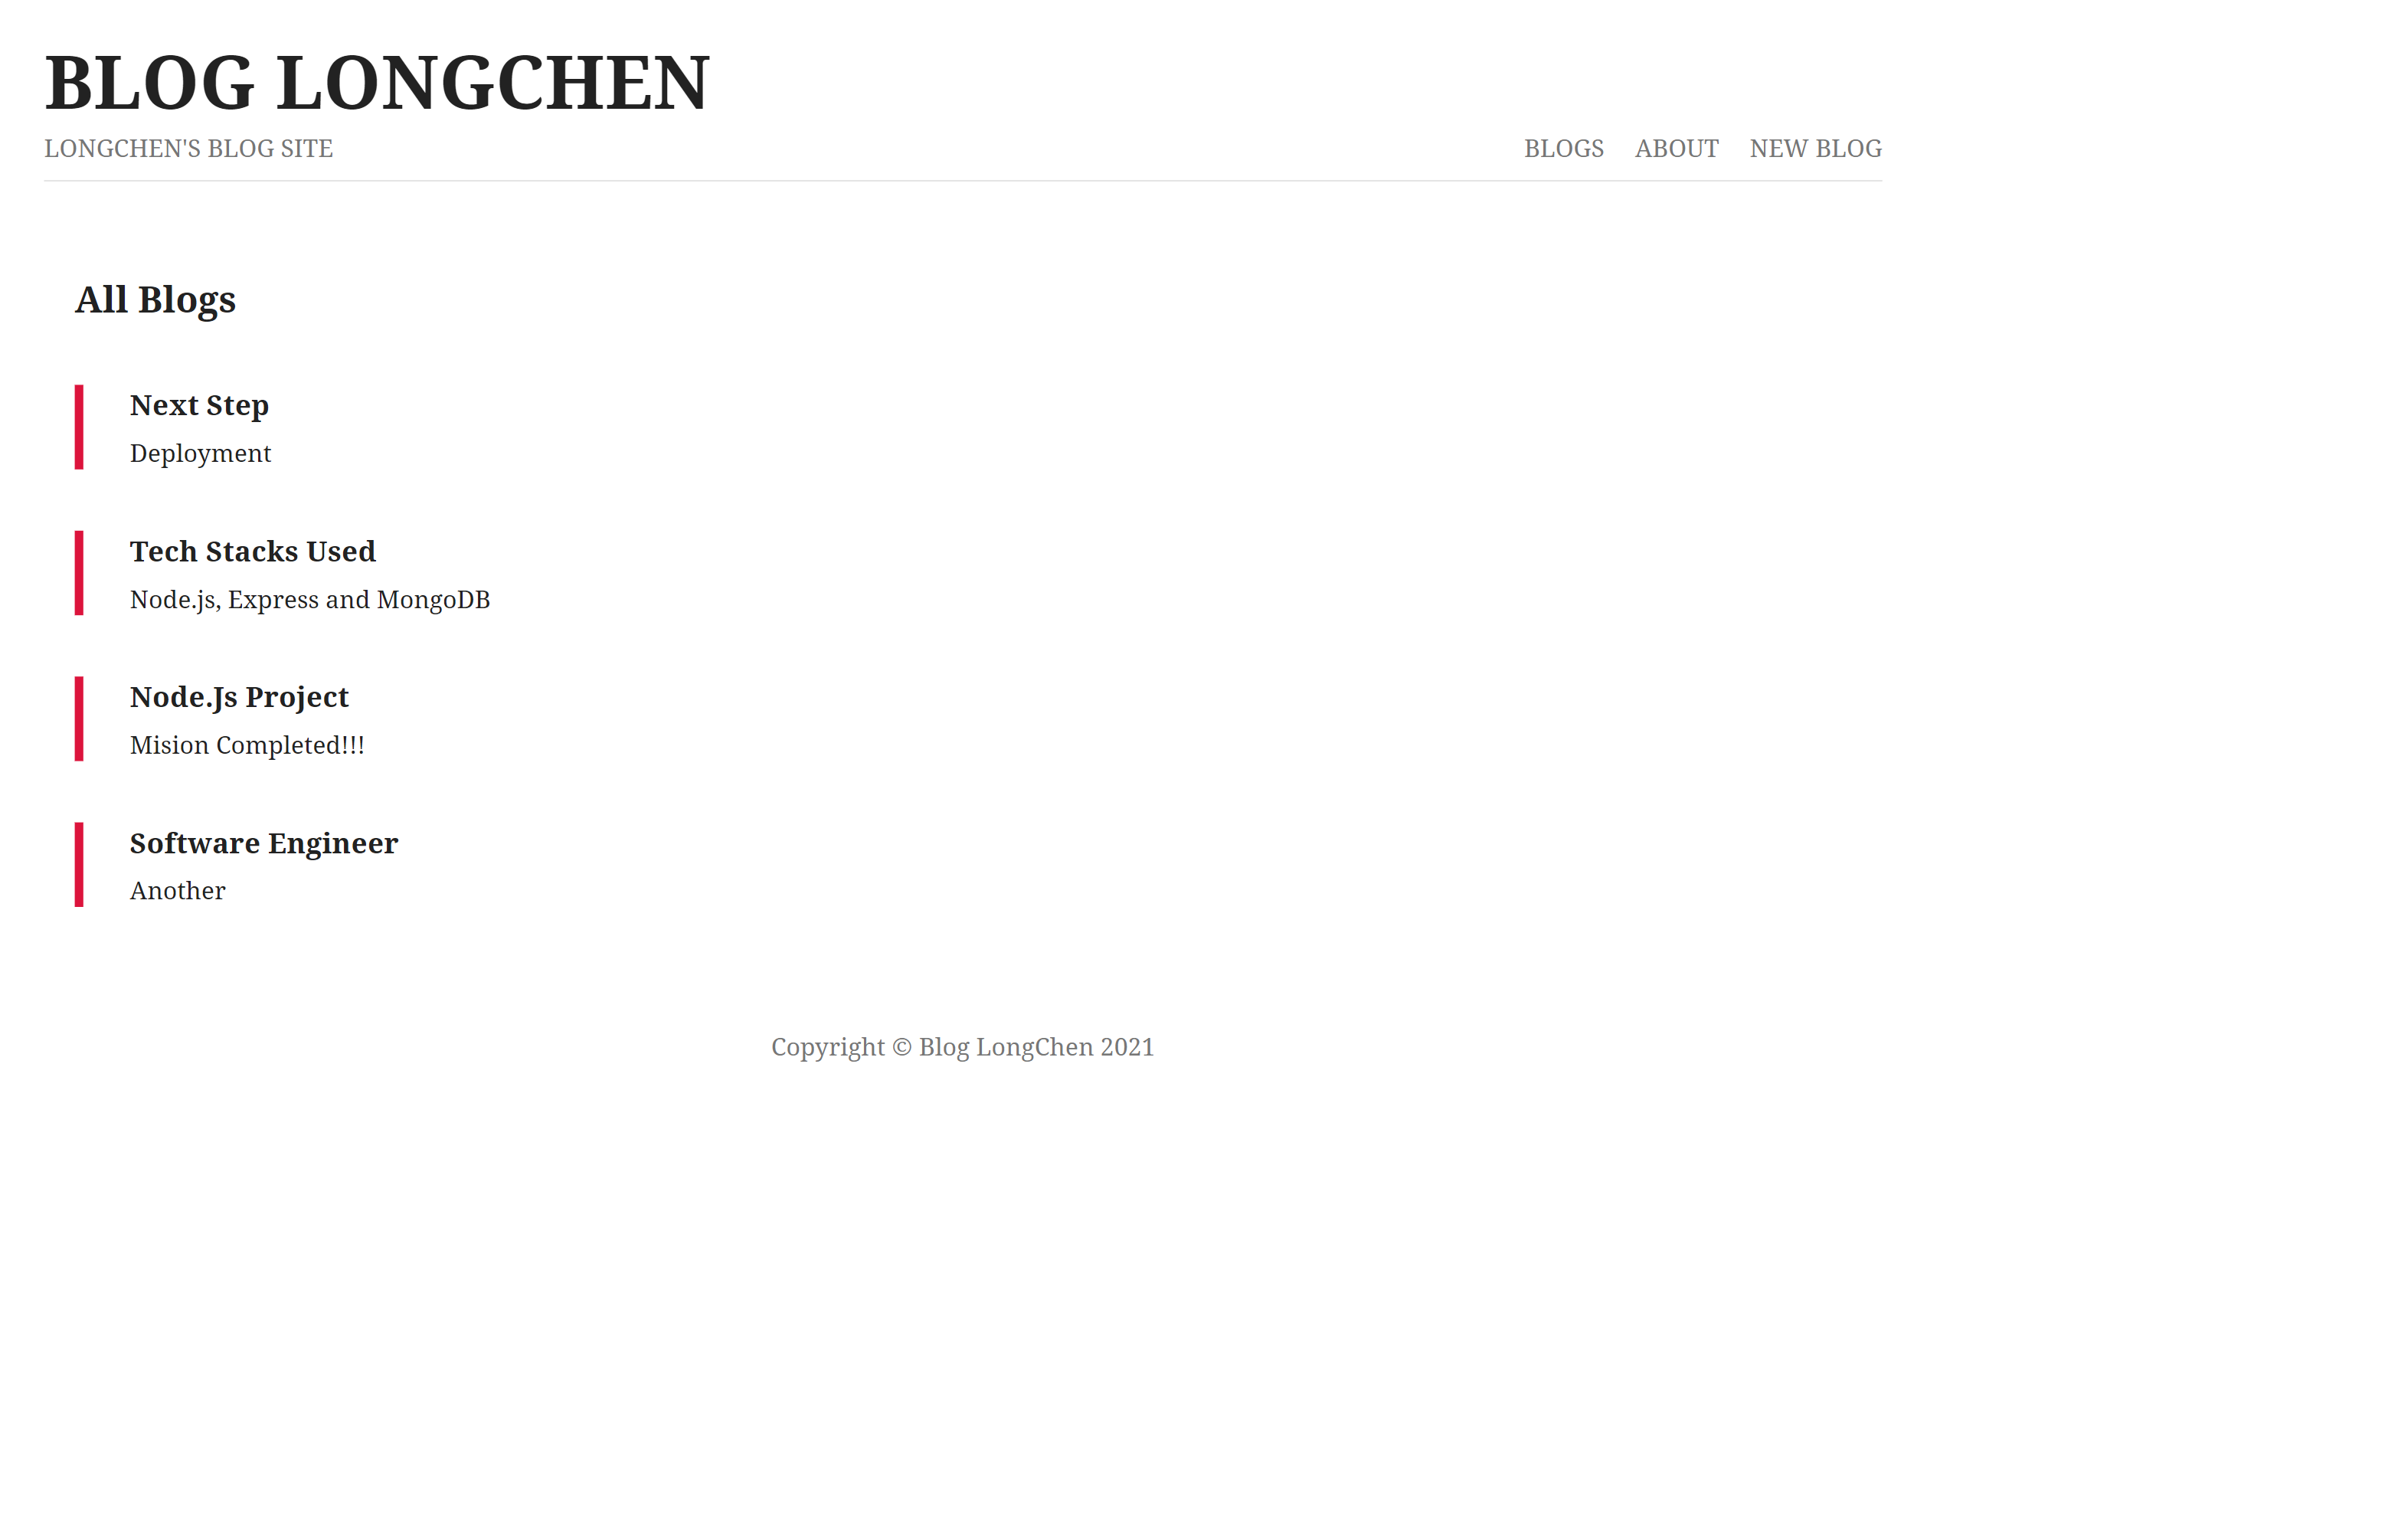 BLOG LONGCHEN
LONGCHEN'S BLOG SITE
BLOGS ABOUT NEW BLOG
All Blogs
Next Step
Deployment
Tech Stacks Used
Node.js, Express and MongoDB
Node.Js Project
Mision Completed!!!
Software Engineer
Another
Copyright © Blog LongChen 2021